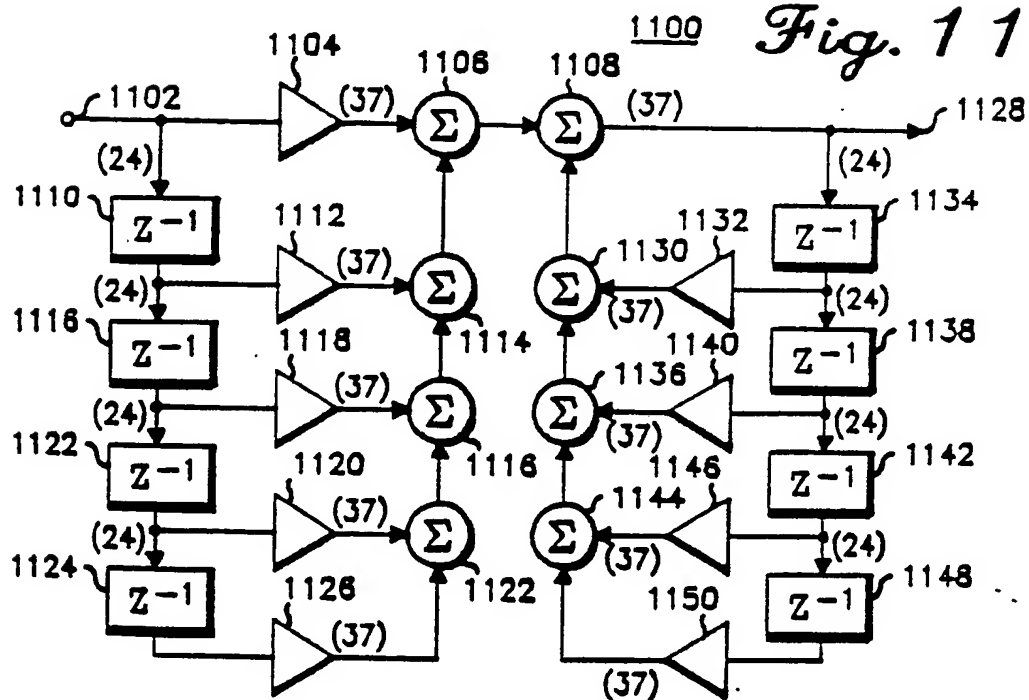 1100 Fig. 11
1104 1106 1108
1102 (37) Σ Σ (37) 1128
(24) (24)
1110 Z⁻¹ 1112 1132 Z⁻¹ 1134
1130
(24) (37) Σ Σ (37) (24)
1116 Z⁻¹ 1118 1114 1140 Z⁻¹ 1138
1136
(24) (37) Σ Σ (37) (24)
1122 Z⁻¹ 1120 1116 1146 Z⁻¹ 1142
1144
(24) (37) Σ Σ (37) (24)
1124 Z⁻¹ 1126 1122 1150 Z⁻¹ 1148
(37) (37)